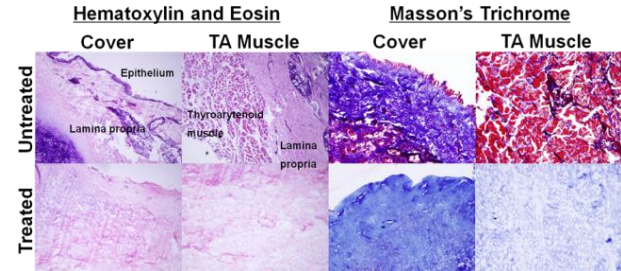 Hematoxylin and Eosin
Masson's Trichrome
Cover
TA Muscle
Cover
TA Muscle
Untreated
Epithelium
Lamina propria
Thyroarytenoid
muscle
Lamina
propria
Treated